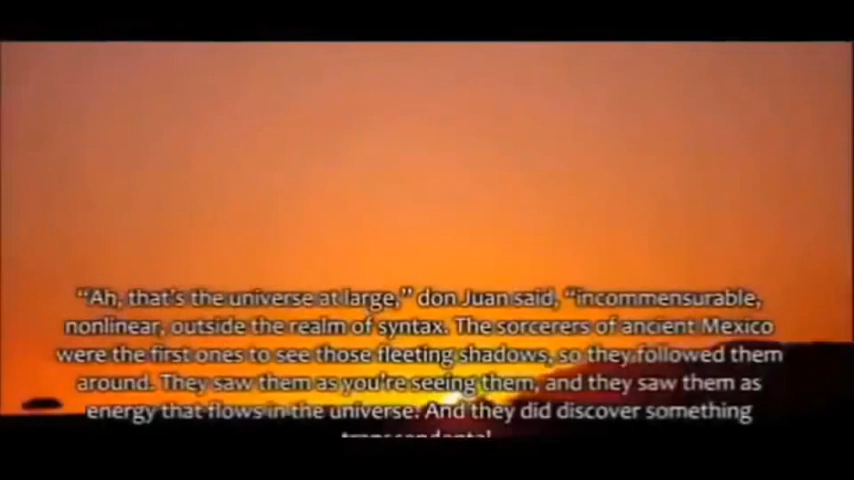 “Ah, that's the universe at large,” don Juan said, “incommensurable,
nonlinear, outside the realm of syntax. The sorcerers of ancient Mexico
were the first ones to see those fleeting shadows, so they followed them
around. They saw them as you're seeing them, and they saw them as
energy that flows in the universe. And they did discover something
transcendental